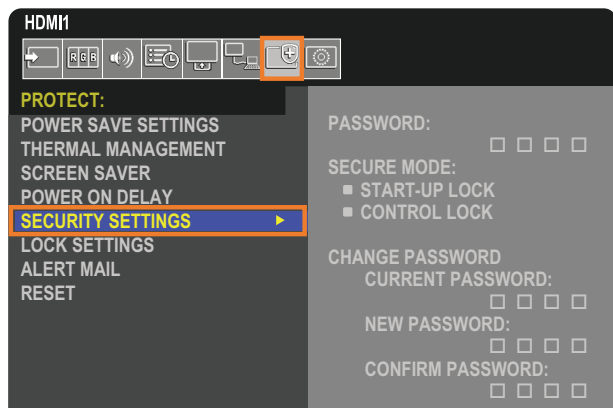 HDMI1
RGB
PROTECT:
POWER SAVE SETTINGS
THERMAL MANAGEMENT
SCREEN SAVER
POWER ON DELAY
SECURITY SETTINGS
LOCK SETTINGS
ALERT MAIL
RESET
PASSWORD:
SECURE MODE:
START-UP LOCK
CONTROL LOCK
CHANGE PASSWORD
CURRENT PASSWORD:
NEW PASSWORD:
CONFIRM PASSWORD: